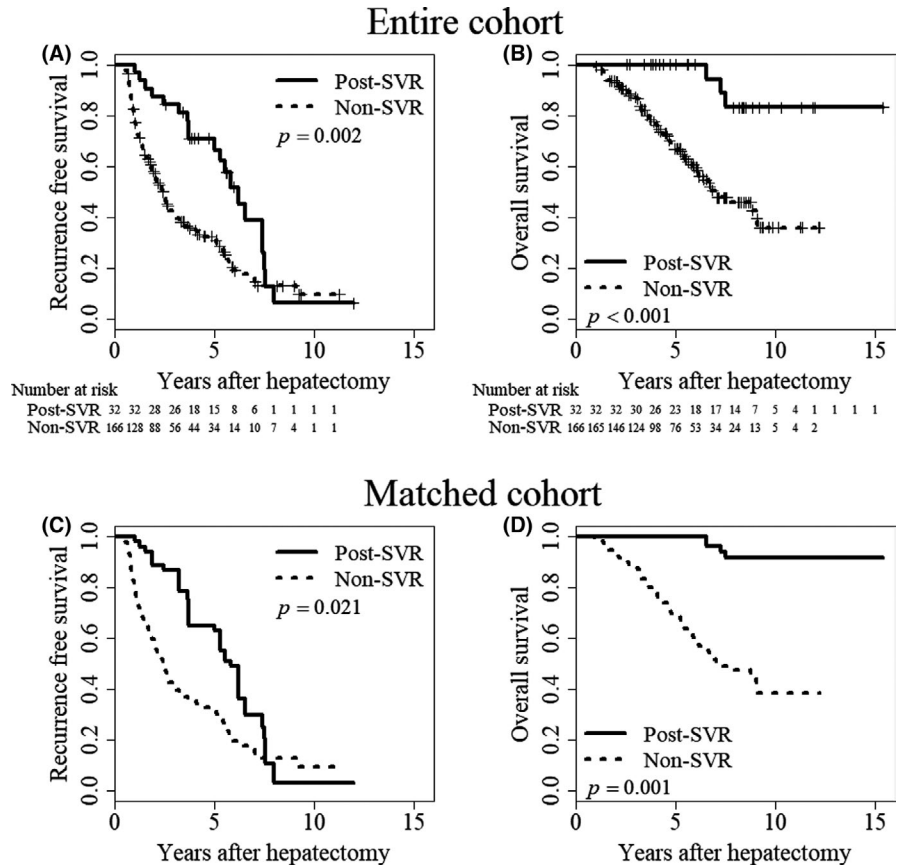 Entire cohort
(A)
Recurrence free survival
1.0
0.8
0.6
0.4
0.2
0.0
Post-SVR
Non-SVR
p = 0.002
0 5 10 15
Years after hepatectomy
Number at risk
Post-SVR 32 32 28 26 18 15 8 6 1 1 1 1
Non-SVR 166 128 88 56 44 34 14 10 7 4 1 1
(B)
Overall survival
1.0
0.8
0.6
0.4
0.2
0.0
Post-SVR
Non-SVR
p < 0.001
0 5 10 15
Years after hepatectomy
Number at risk
Post-SVR 32 32 32 30 26 23 18 17 14 7 5 4 1 1 1 1
Non-SVR 166 165 146 124 98 76 53 34 24 13 5 4 2
Matched cohort
(C)
Recurrence free survival
1.0
0.8
0.6
0.4
0.2
0.0
Post-SVR
Non-SVR
p = 0.021
0 5 10 15
Years after hepatectomy
(D)
Overall survival
1.0
0.8
0.6
0.4
0.2
0.0
Post-SVR
Non-SVR
p = 0.001
0 5 10 15
Years after hepatectomy